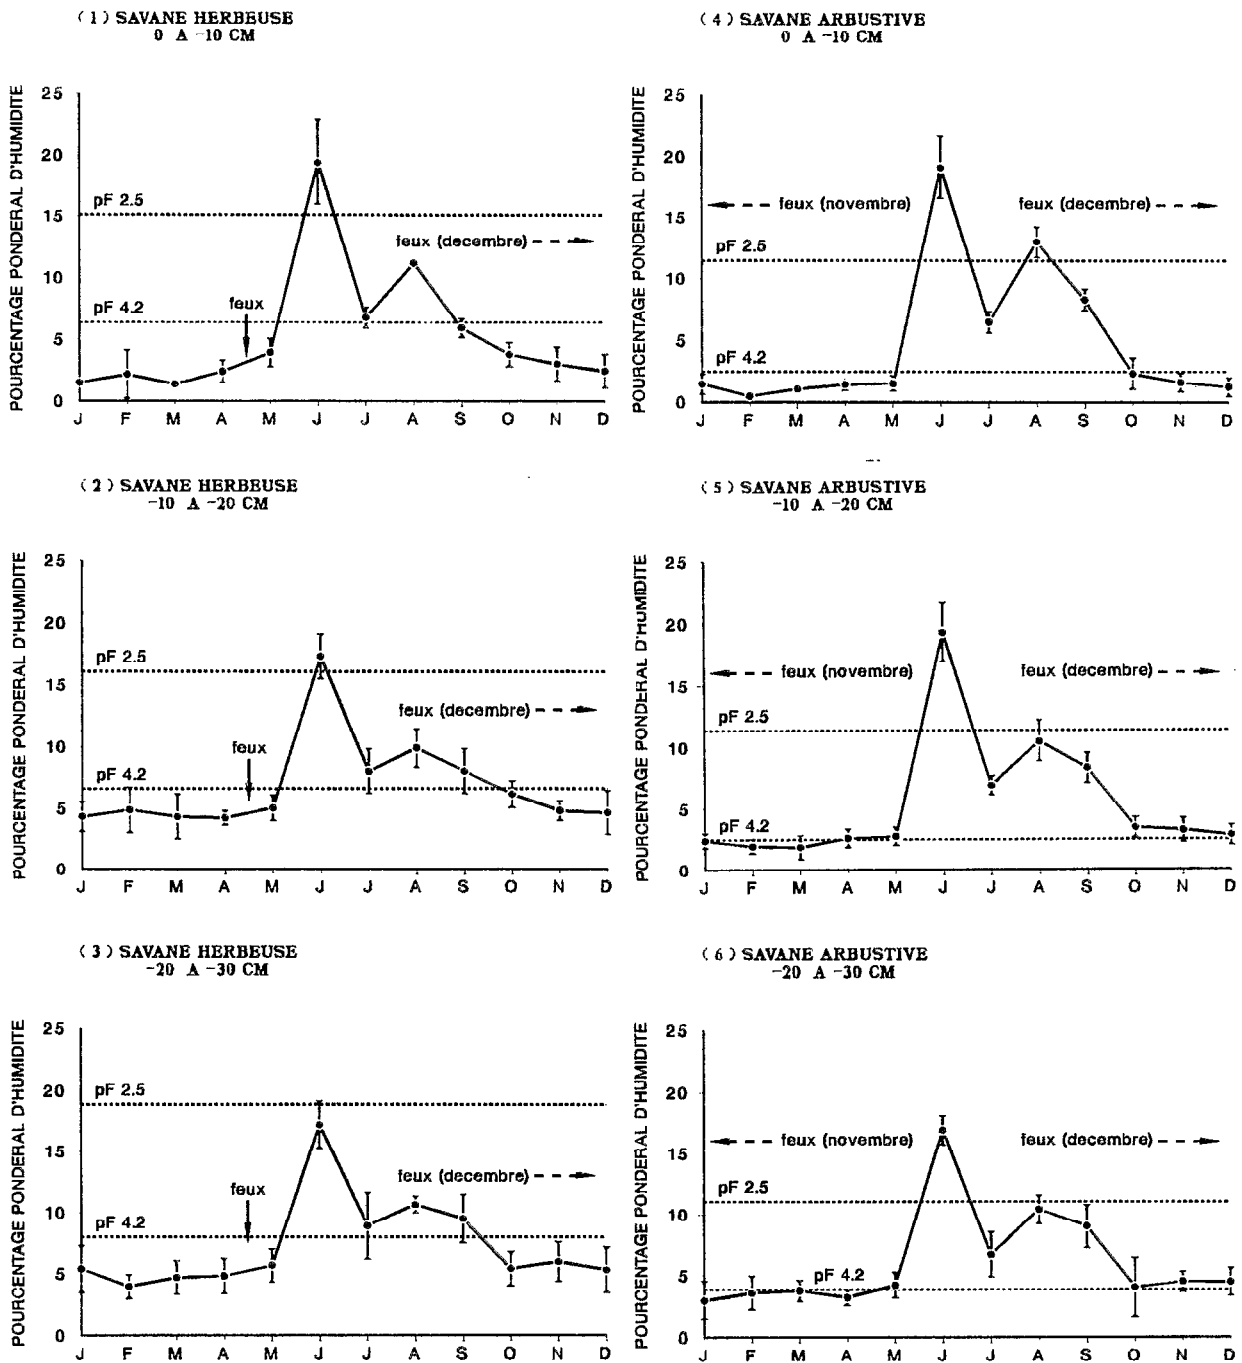 ( 1 ) SAVANE HERBEUSE
0 A -10 CM
POURCENTAGE PONDERAL D'HUMIDITE
25
20
pF 2.5
15
feux (decembre)
10
feux
pF 4.2
5
0
J F M A M J J A S O N D
( 4 ) SAVANE ARBUSTIVE
0 A -10 CM
POURCENTAGE PONDERAL D'HUMIDITE
25
20
feux (novembre) feux (decembre)
15
pF 2.5
10
5
pF 4.2
0
J F M A M J J A S O N D
( 2 ) SAVANE HERBEUSE
-10 A -20 CM
POURCENTAGE PONDERAL D'HUMIDITE
25
20
pF 2.5
15
feux (decembre)
10
feux
pF 4.2
5
0
J F M A M J J A S O N D
( 5 ) SAVANE ARBUSTIVE
-10 A -20 CM
POURCENTAGE PONDERAL D'HUMIDITE
25
20
feux (novembre) feux (decembre)
15
pF 2.5
10
5
pF 4.2
0
J F M A M J J A S O N D
( 3 ) SAVANE HERBEUSE
-20 A -30 CM
POURCENTAGE PONDERAL D'HUMIDITE
25
20
pF 2.5
15
feux (decembre)
feux
10
pF 4.2
5
0
J F M A M J J A S O N D
( 6 ) SAVANE ARBUSTIVE
-20 A -30 CM
POURCENTAGE PONDERAL D'HUMIDITE
25
20
feux (novembre) feux (decembre)
15
pF 2.5
10
5
pF 4.2
0
J F M A M J J A S O N D